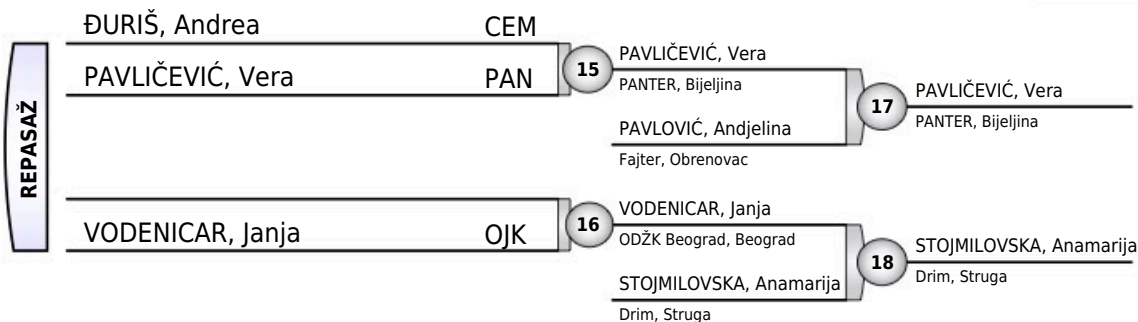 REPASAŽ
ĐURIŠ, Andrea CEM
PAVLIČEVIĆ, Vera PAN
15
PAVLIČEVIĆ, Vera
PANTER, Bijeljina
PAVLOVIĆ, Andjelina
Fajter, Obrenovac
17
PAVLIČEVIĆ, Vera
PANTER, Bijeljina
VODENICAR, Janja OJK
16
VODENICAR, Janja
ODŽK Beograd, Beograd
STOJMILOVSKA, Anamarija
Drim, Struga
18
STOJMILOVSKA, Anamarija
Drim, Struga